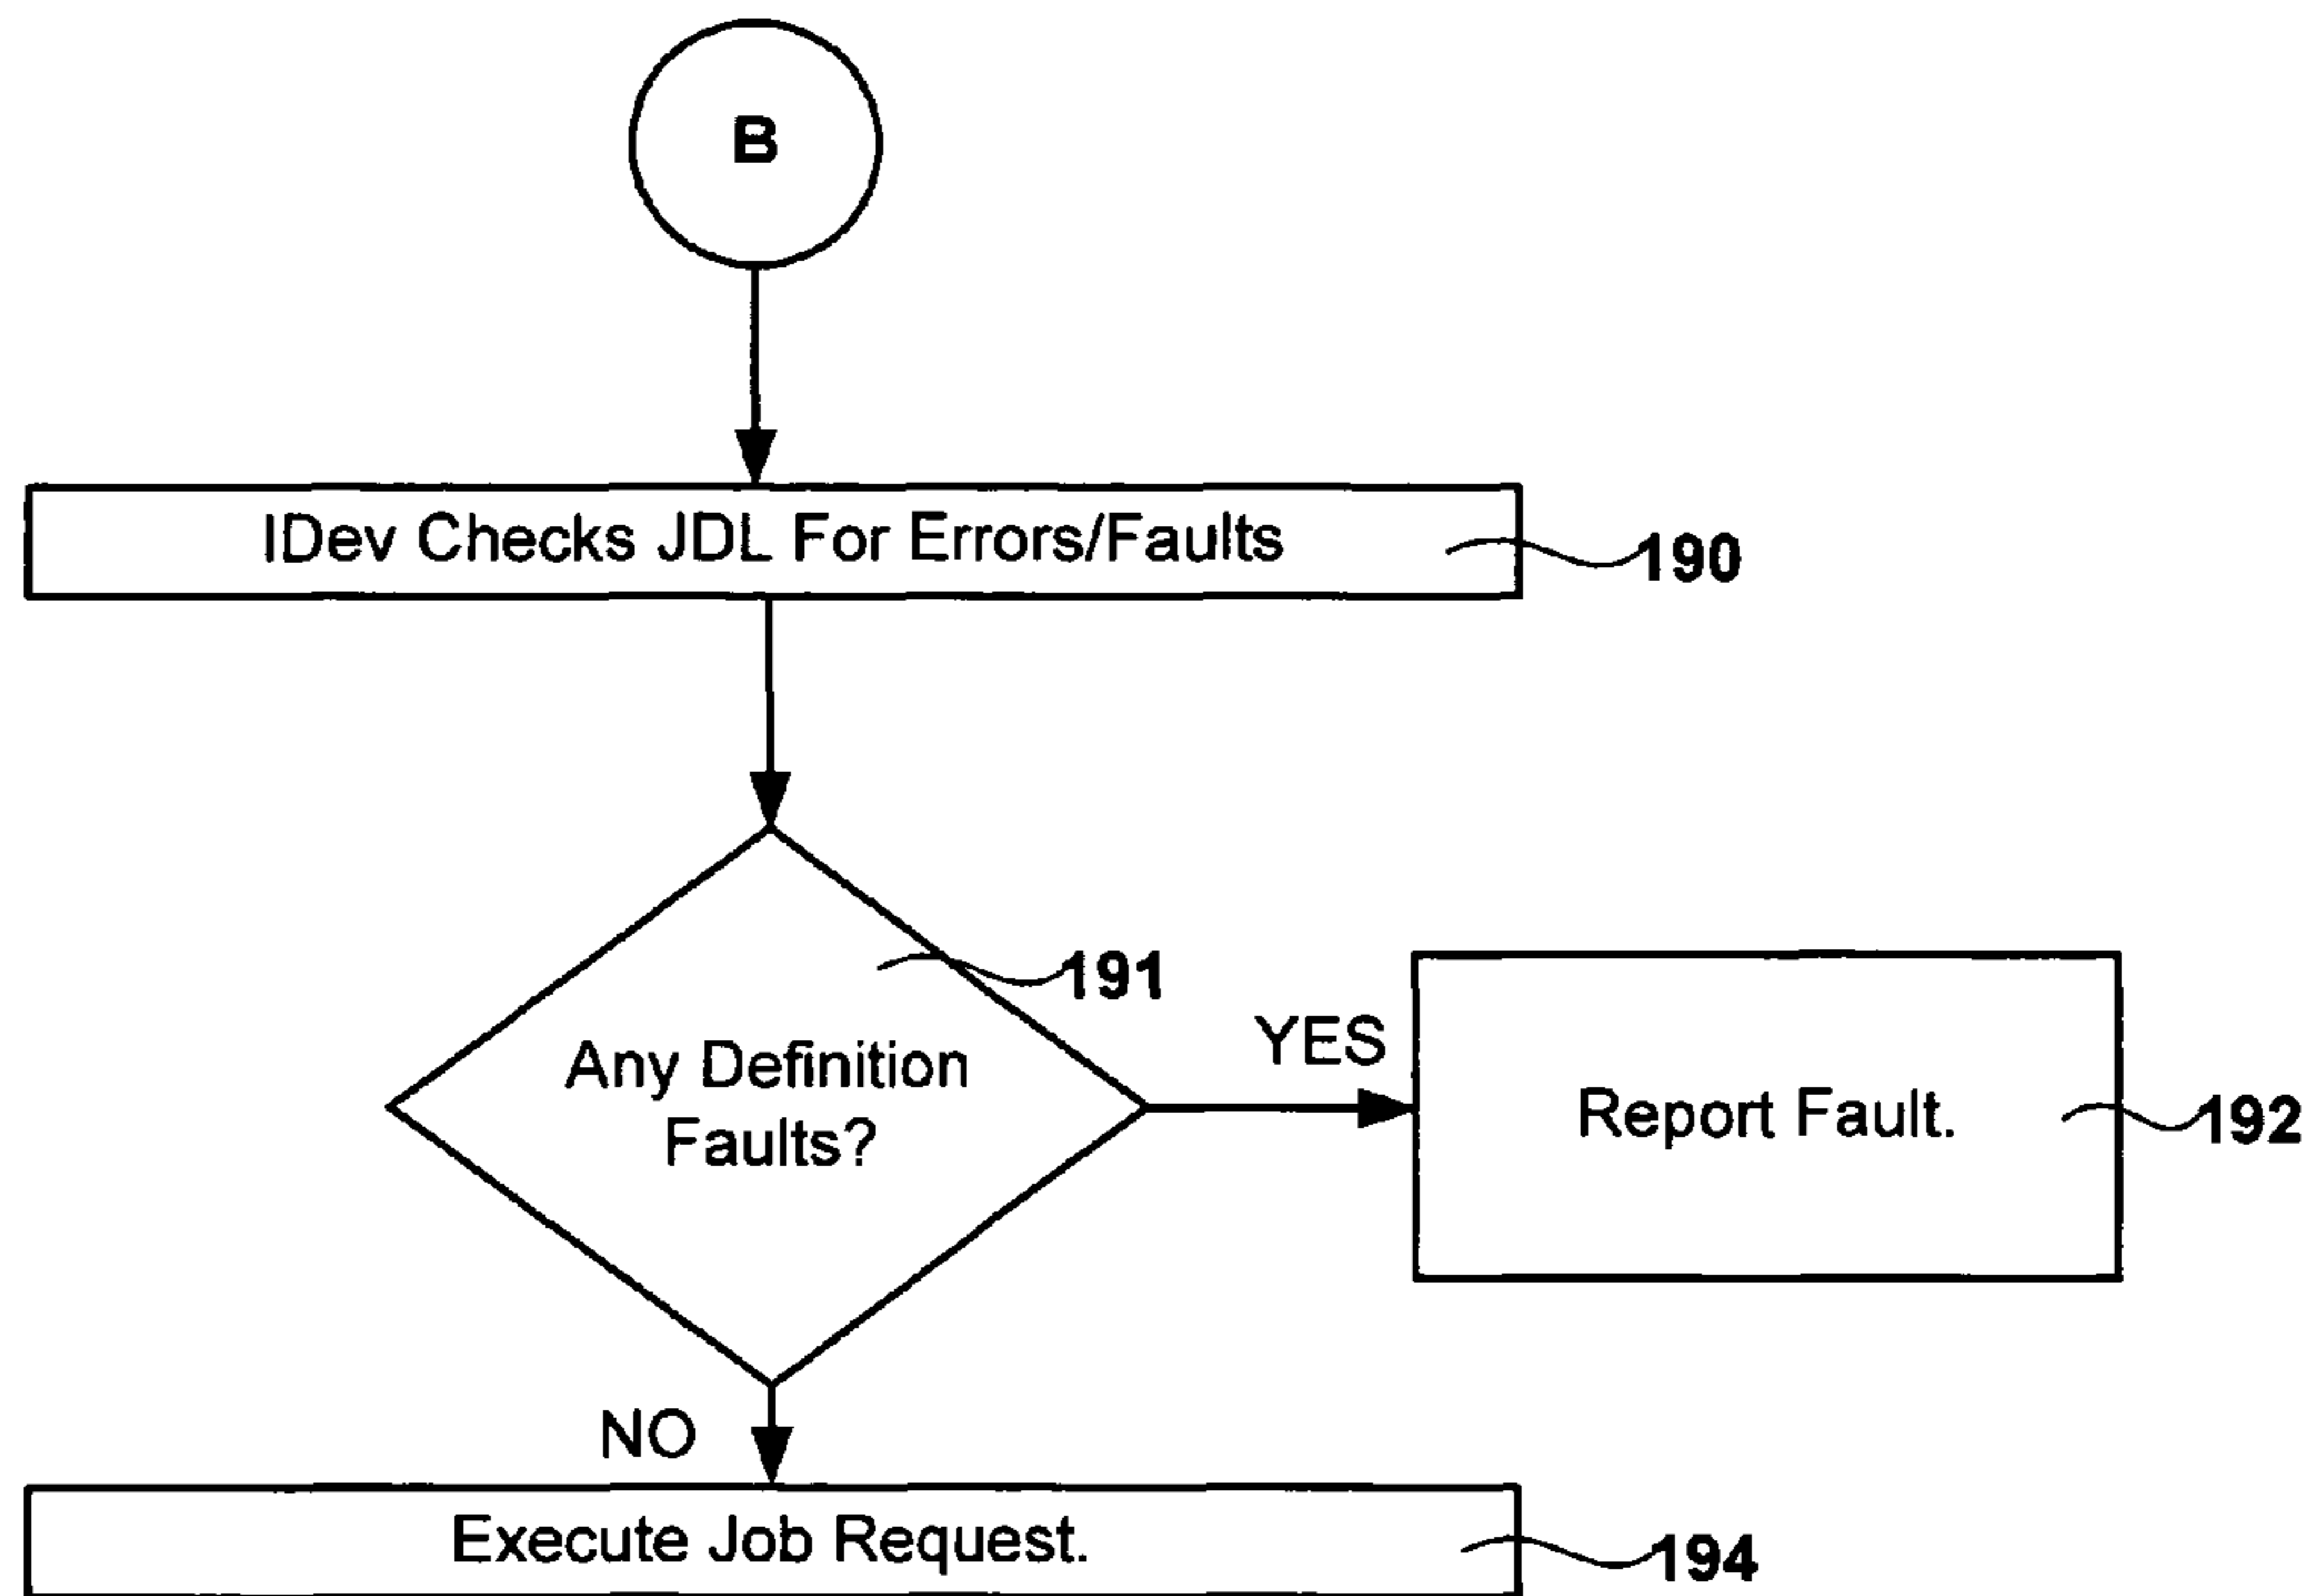 B
IDev Checks JDL For Errors/Faults
190
191
Any Definition
Faults?
YES
Report Fault.
192
NO
Execute Job Request.
194